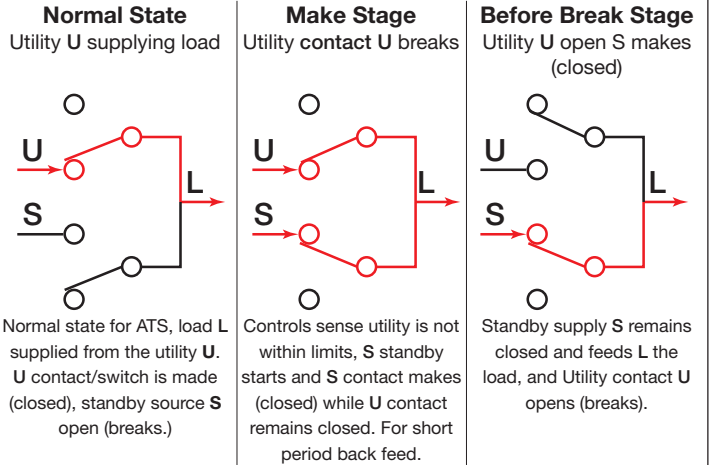 Normal State
Utility U supplying load
U
S
L
Normal state for ATS, load L
supplied from the utility U.
U contact/switch is made
(closed), standby source S
open (breaks.)
Make Stage
Utility contact U breaks
U
S
L
Controls sense utility is not
within limits, S standby
starts and S contact makes
(closed) while U contact
remains closed. For short
period back feed.
Before Break Stage
Utility U open S makes
(closed)
U
S
L
Standby supply S remains
closed and feeds L the
load, and Utility contact U
opens (breaks).